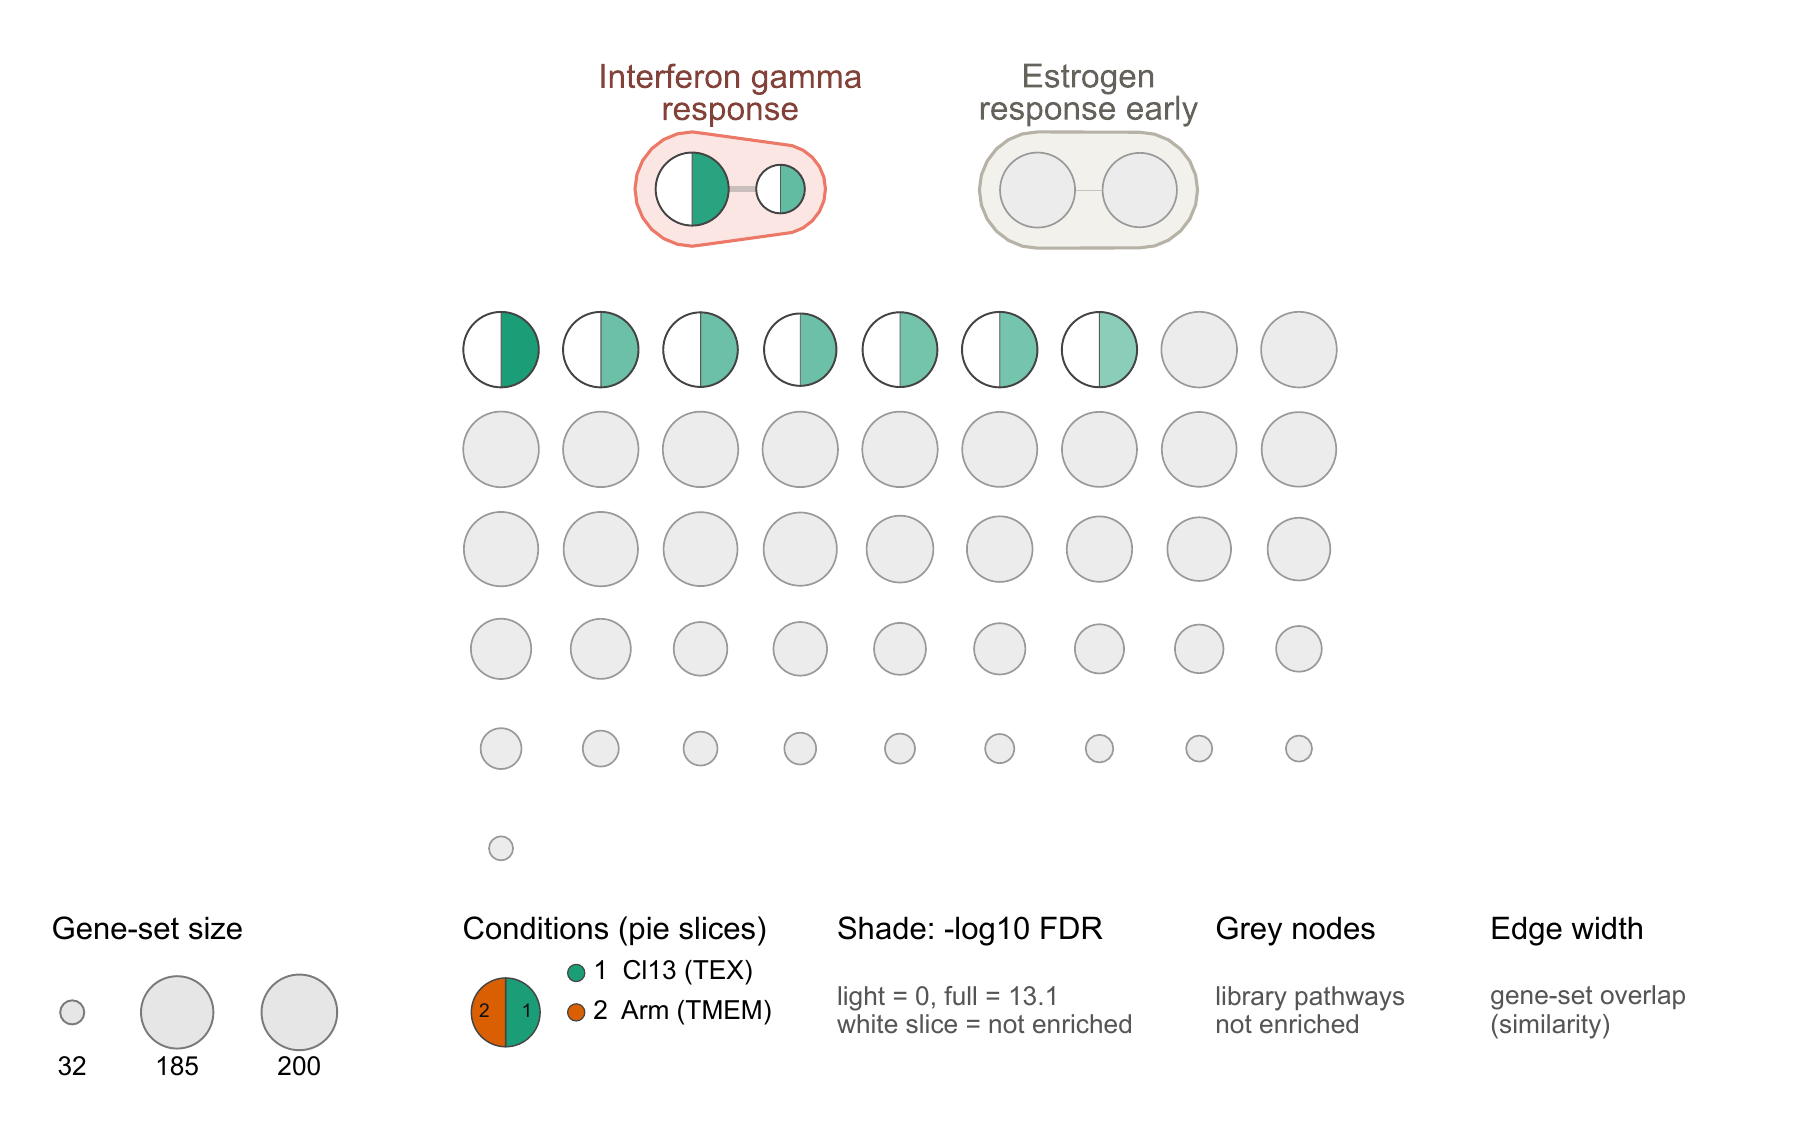 Interferon gamma
response
Estrogen
response early
Gene-set size
32
185
200
Conditions (pie slices)
2
1
1 Cl13 (TEX)
2 Arm (TMEM)
Shade: -log10 FDR
light = 0, full = 13.1
white slice = not enriched
Grey nodes
library pathways
not enriched
Edge width
gene-set overlap
(similarity)